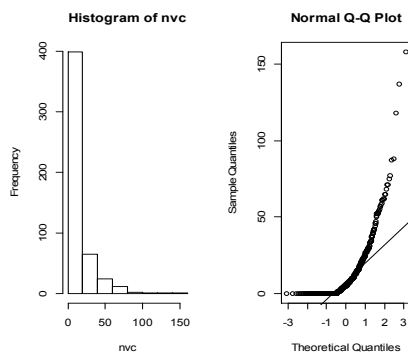 Histogram of nvc
Frequency
0 100 200 300 400
0 50 100 150
nvc
Normal Q-Q Plot
Sample Quantiles
0 50 100 150
-3 -1 0 1 2 3
Theoretical Quantiles